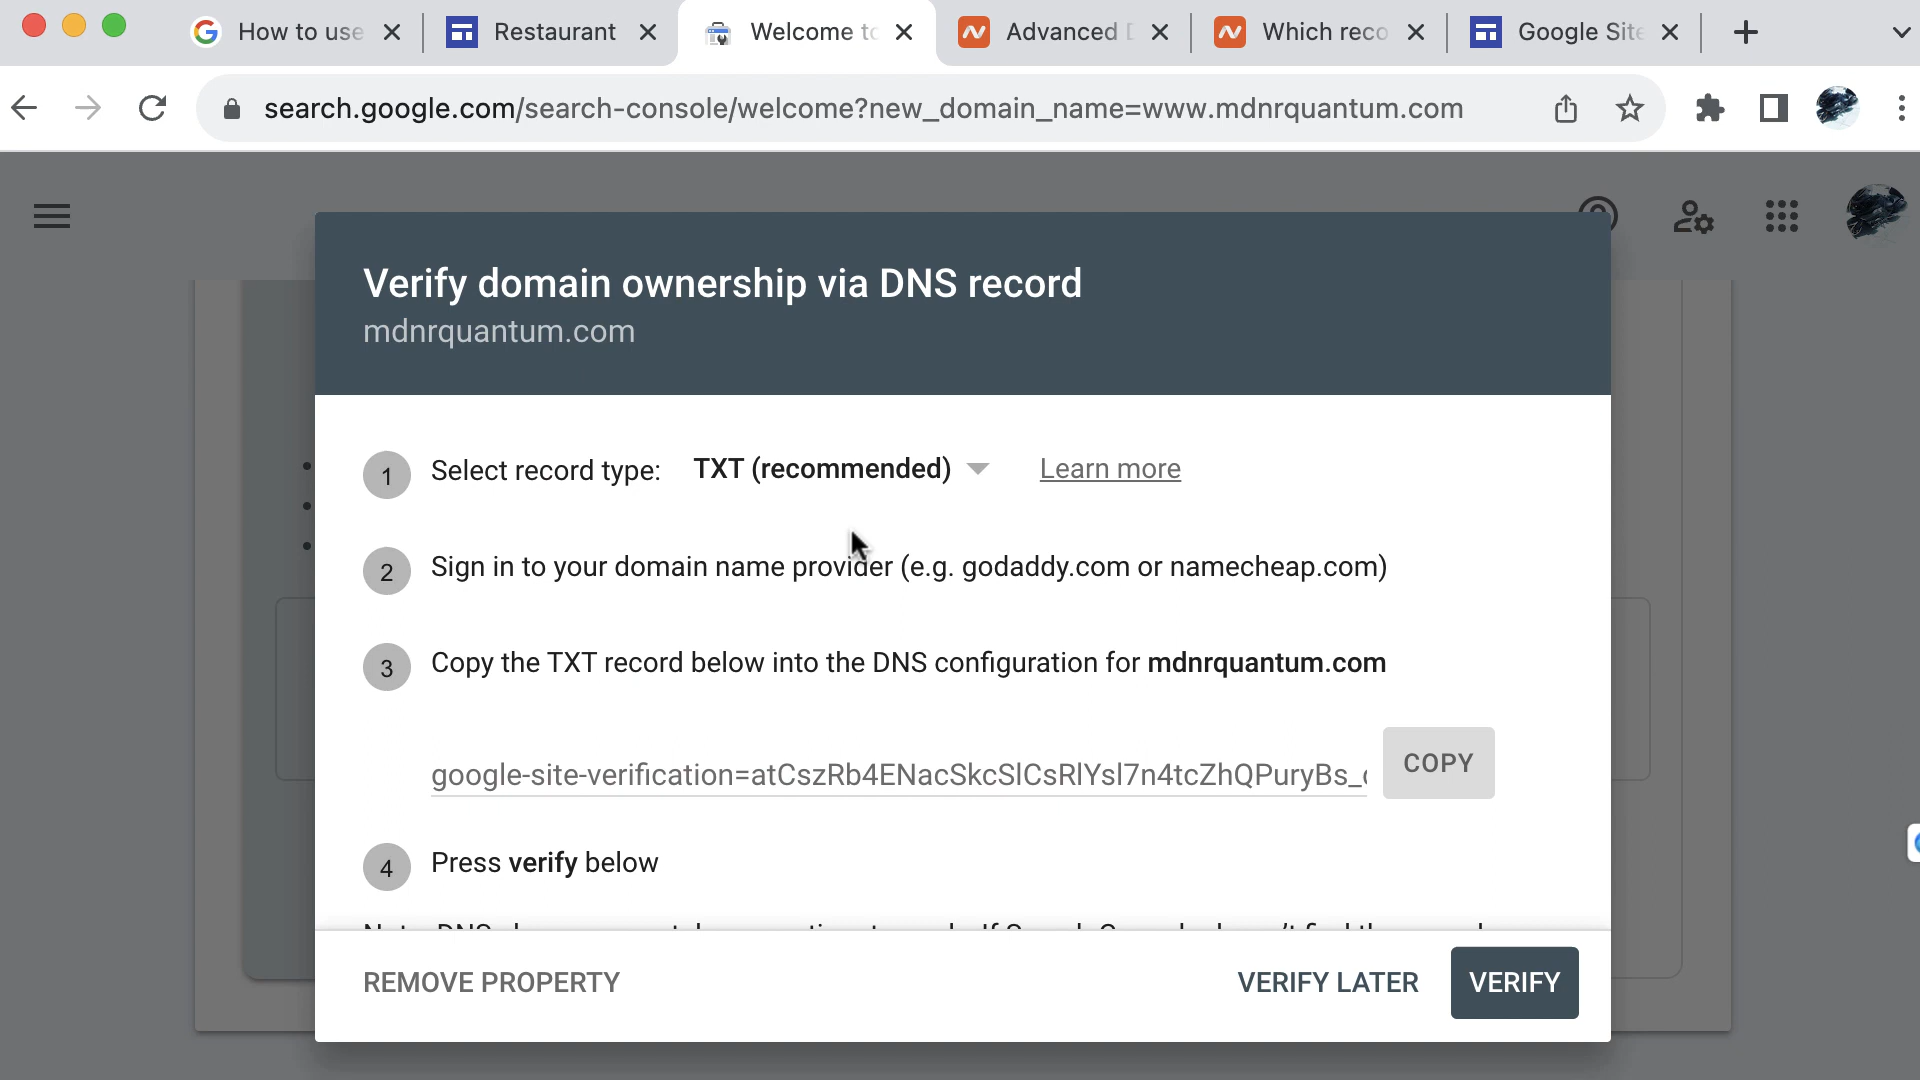 How to use
Restaurant
Welcome to
Advanced
Which reco
Google Site
search.google.com/search-console/welcome?new_domain_name=www.mdnrquantum.com
Verify domain ownership via DNS record
mdnrquantum.com
1 Select record type: TXT (recommended) Learn more
2 Sign in to your domain name provider (e.g. godaddy.com or namecheap.com)
3 Copy the TXT record below into the DNS configuration for mdnrquantum.com
google-site-verification=atCszRb4ENacSkcSlCsRlYsl7n4tcZhQPuryBs_
COPY
4 Press verify below
REMOVE PROPERTY
VERIFY LATER
VERIFY